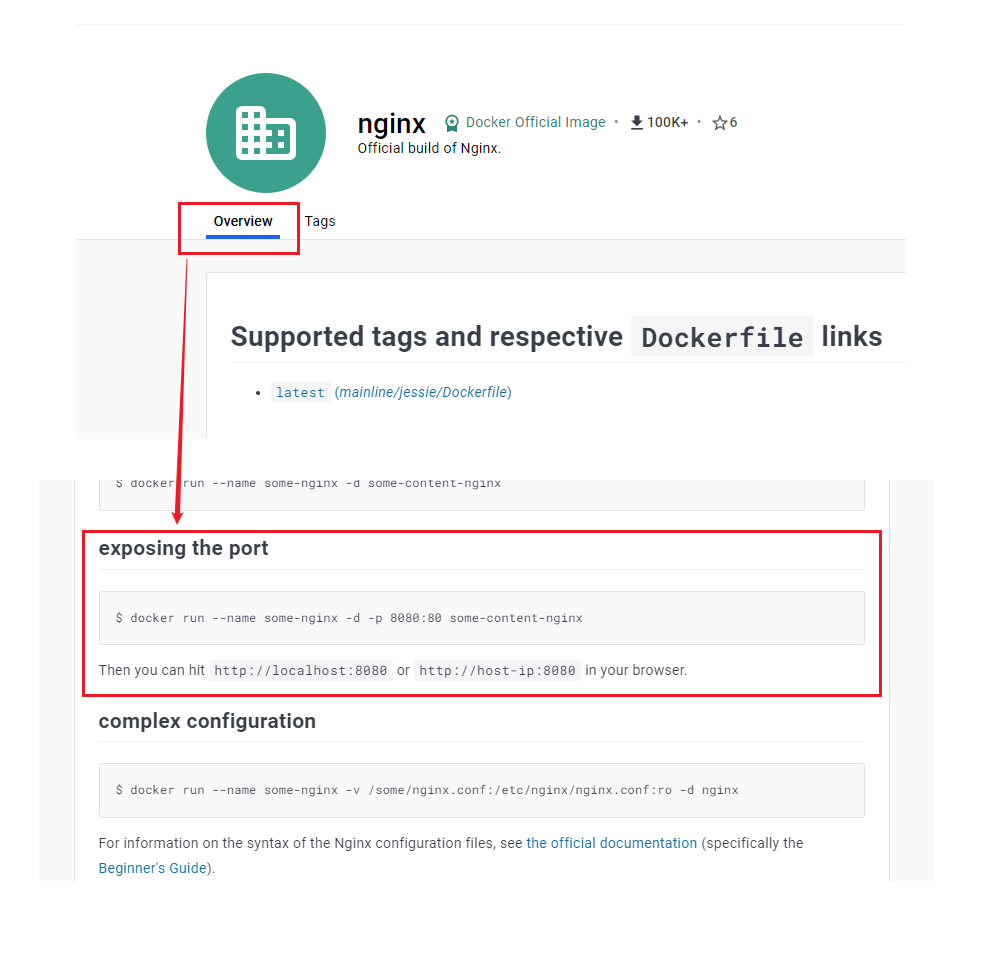 nginx Docker Official Image • 100K+ • 6
Official build of Nginx.
Overview Tags
Supported tags and respective Dockerfile links
• latest (mainline/jessie/Dockerfile)
$ docker run --name some-nginx -d some-content-nginx
exposing the port
$ docker run --name some-nginx -d -p 8080:80 some-content-nginx
Then you can hit http://localhost:8080 or http://host-ip:8080 in your browser.
complex configuration
$ docker run --name some-nginx -v /some/nginx.conf:/etc/nginx/nginx.conf:ro -d nginx
For information on the syntax of the Nginx configuration files, see the official documentation (specifically the
Beginner's Guide).